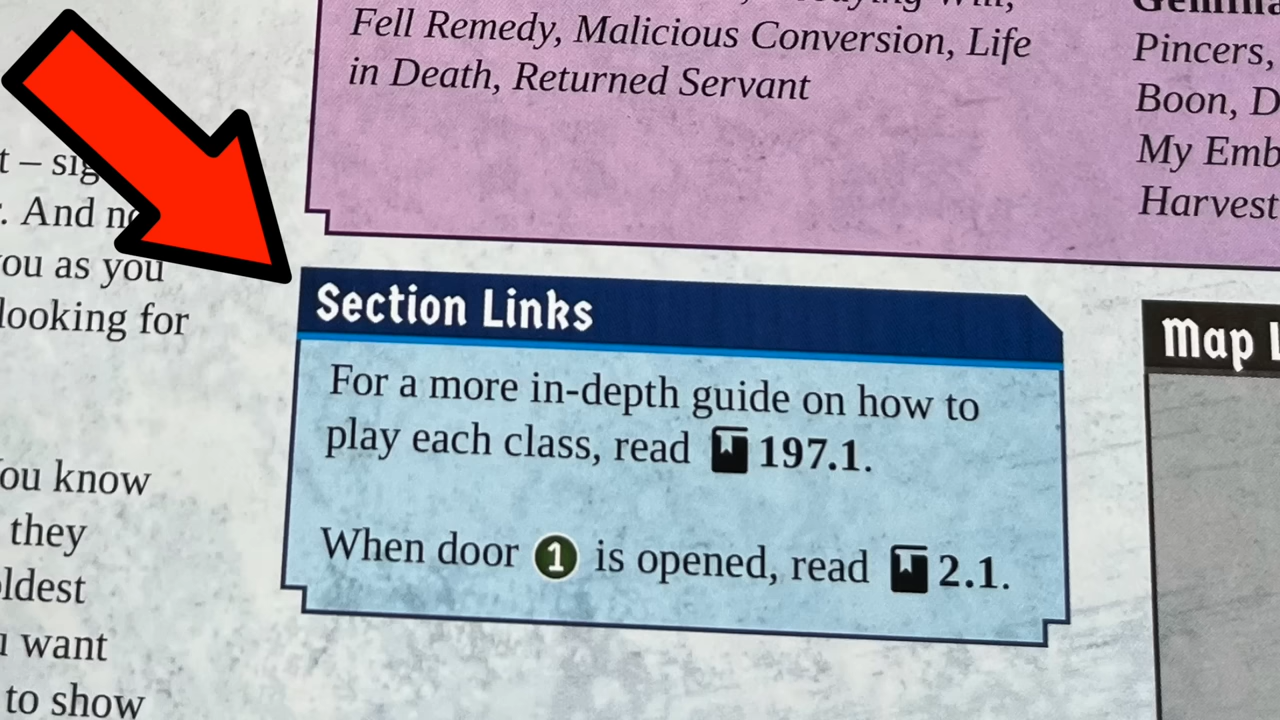 Fell Remedy, Malicious Conversion, Life
in Death, Returned Servant
Pincers,
Boon, D
My Emb
Harvest
t – sig
. And no
ou as you
looking for
ou know
they
ldest
u want
to show
Section Links
For a more in-depth guide on how to
play each class, read 197.1.
When door 1 is opened, read 2.1.
Map L